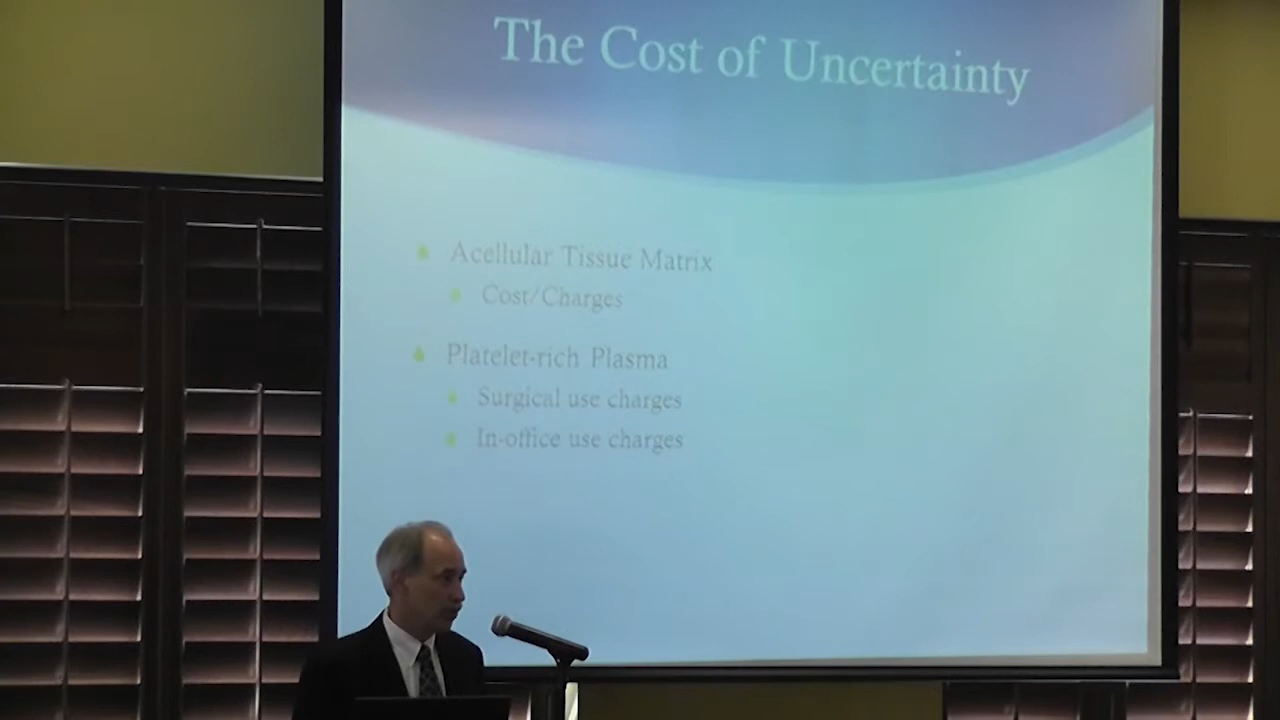 The Cost of Uncertainty
Acellular Tissue Matrix
Cost/Charges
Platelet-rich Plasma
Surgical use charges
In-office use charges